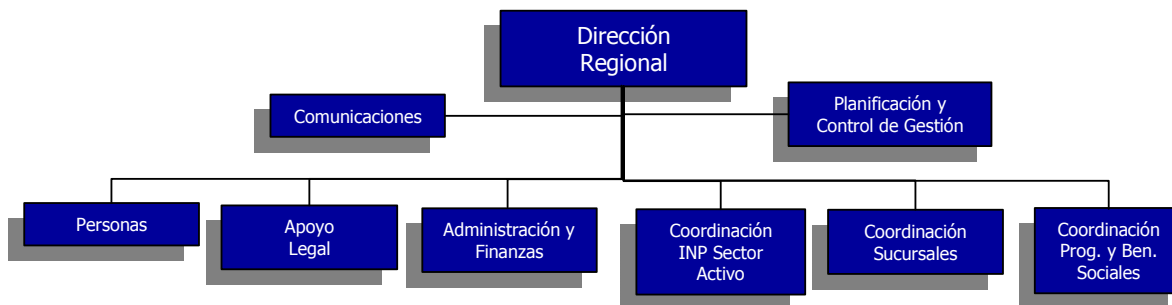 Dirección
Regional
Comunicaciones
Planificación y
Control de Gestión
Personas
Apoyo
Legal
Administración y
Finanzas
Coordinación
INP Sector
Activo
Coordinación
Sucursales
Coordinación
Prog. y Ben.
Sociales